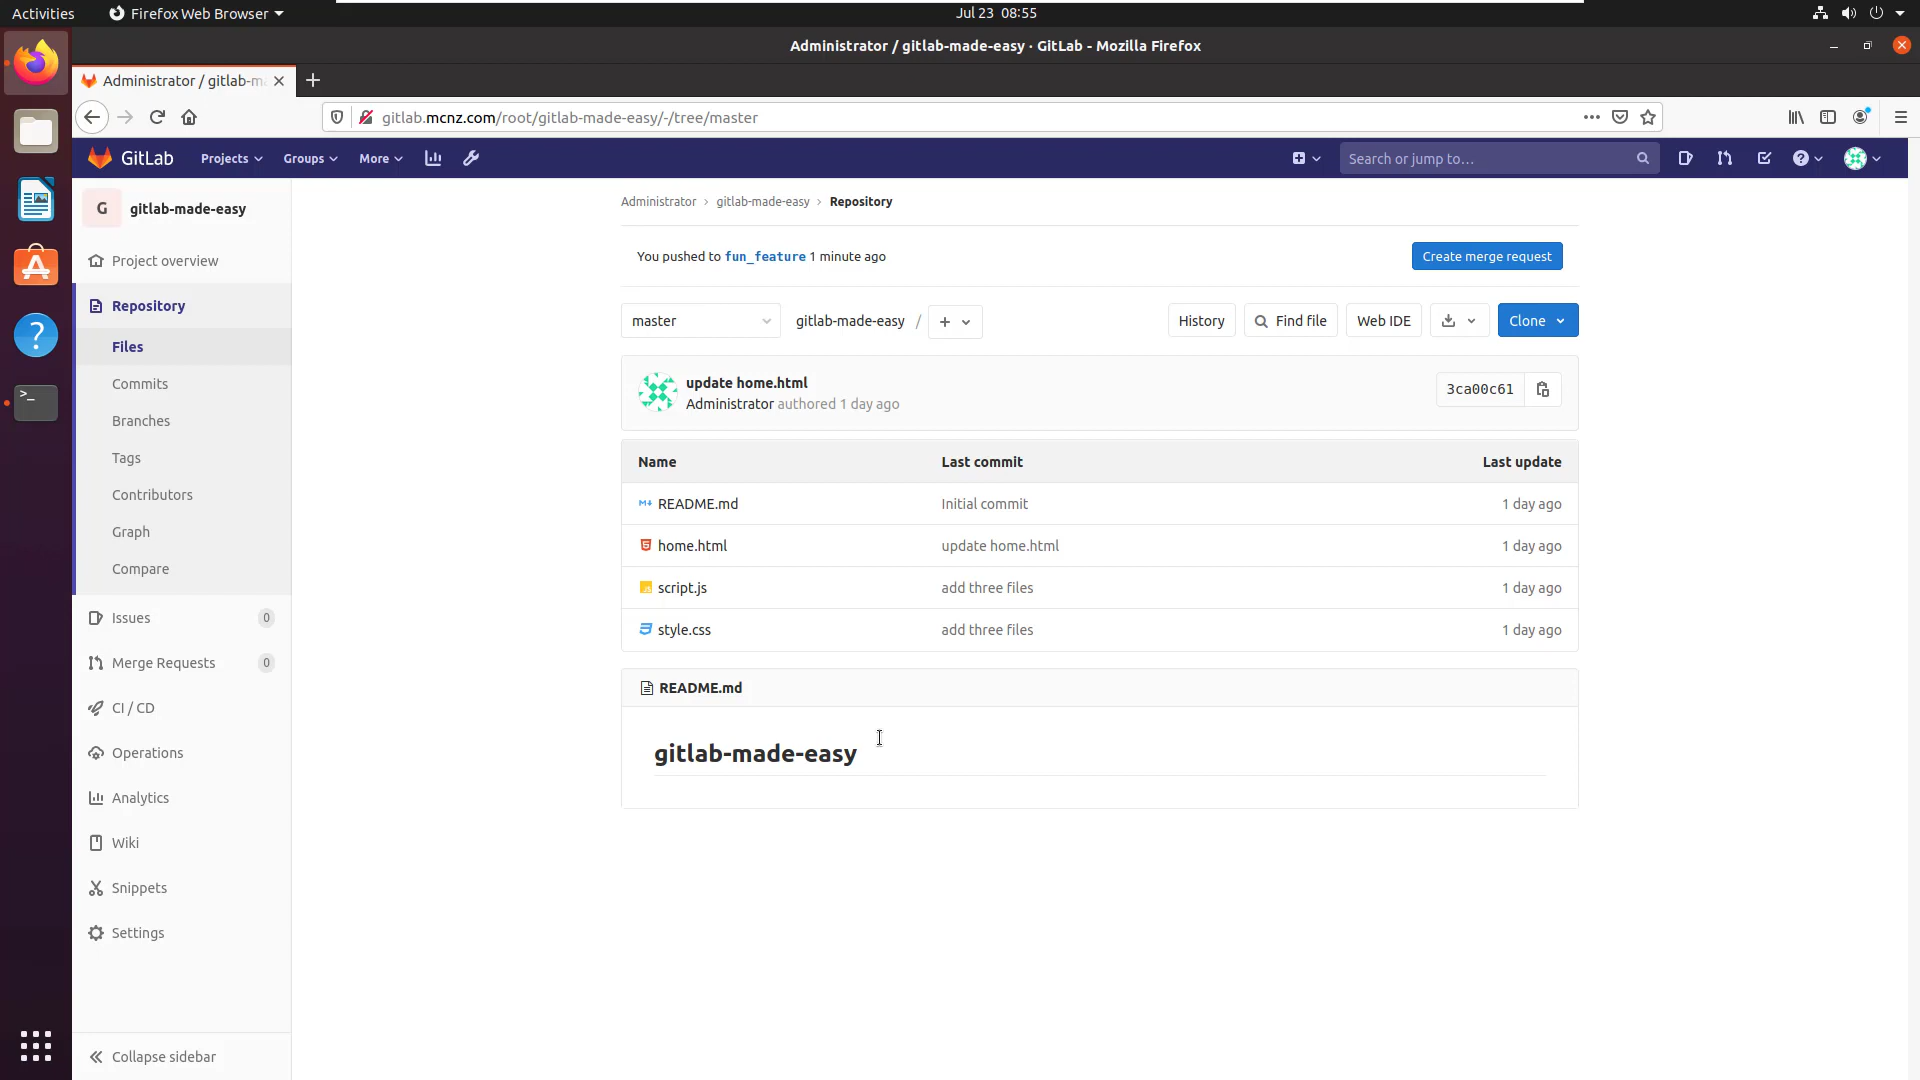 Activities Firefox Web Browser Jul 23 08:55
Administrator / gitlab-made-easy · GitLab - Mozilla Firefox
Administrator / gitlab-m
gitlab.mcnz.com/root/gitlab-made-easy/-/tree/master
GitLab Projects Groups More Search or jump to…
G gitlab-made-easy
Project overview
Repository
Files
Commits
Branches
Tags
Contributors
Graph
Compare
Issues 0
Merge Requests 0
CI / CD
Operations
Analytics
Wiki
Snippets
Settings
Collapse sidebar
Administrator › gitlab-made-easy › Repository
You pushed to fun_feature 1 minute ago Create merge request
master gitlab-made-easy / + History Find file Web IDE Clone
update home.html
Administrator authored 1 day ago
3ca00c61
Name Last commit Last update
README.md Initial commit 1 day ago
home.html update home.html 1 day ago
script.js add three files 1 day ago
style.css add three files 1 day ago
README.md
gitlab-made-easy